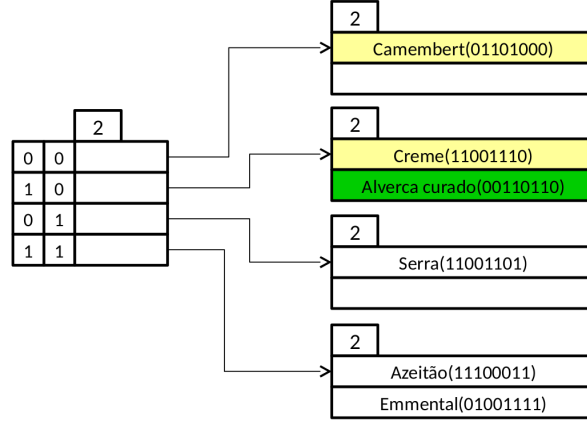 2
Camembert(01101000)
2
Creme(11001110)
Alverca curado(00110110)
2
0 0
1 0
0 1
1 1
2
Serra(11001101)
2
Azeitão(11100011)
Emmental(01001111)